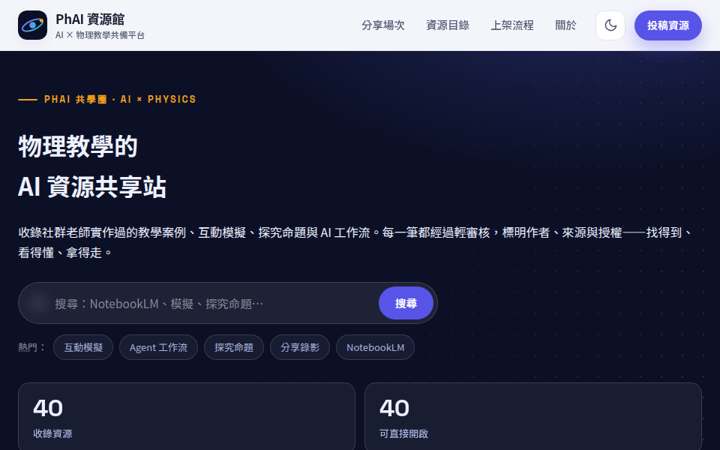 PhAI 資源館
AI × 物理教學共備平台
分享場次
資源目錄
上架流程
關於
投稿資源
PHAI 共學團 · AI × PHYSICS
物理教學的
AI 資源共享站
收錄社群老師實作過的教學案例、互動模擬、探究命題與 AI 工作流。每一筆都經過輕審核，標明作者、來源與授權——找得到、
看得懂、拿得走。
搜尋：NotebookLM、模擬、探究命題…
搜尋
熱門：
互動模擬
Agent 工作流
探究命題
分享錄影
NotebookLM
40
收錄資源
40
可直接開啟